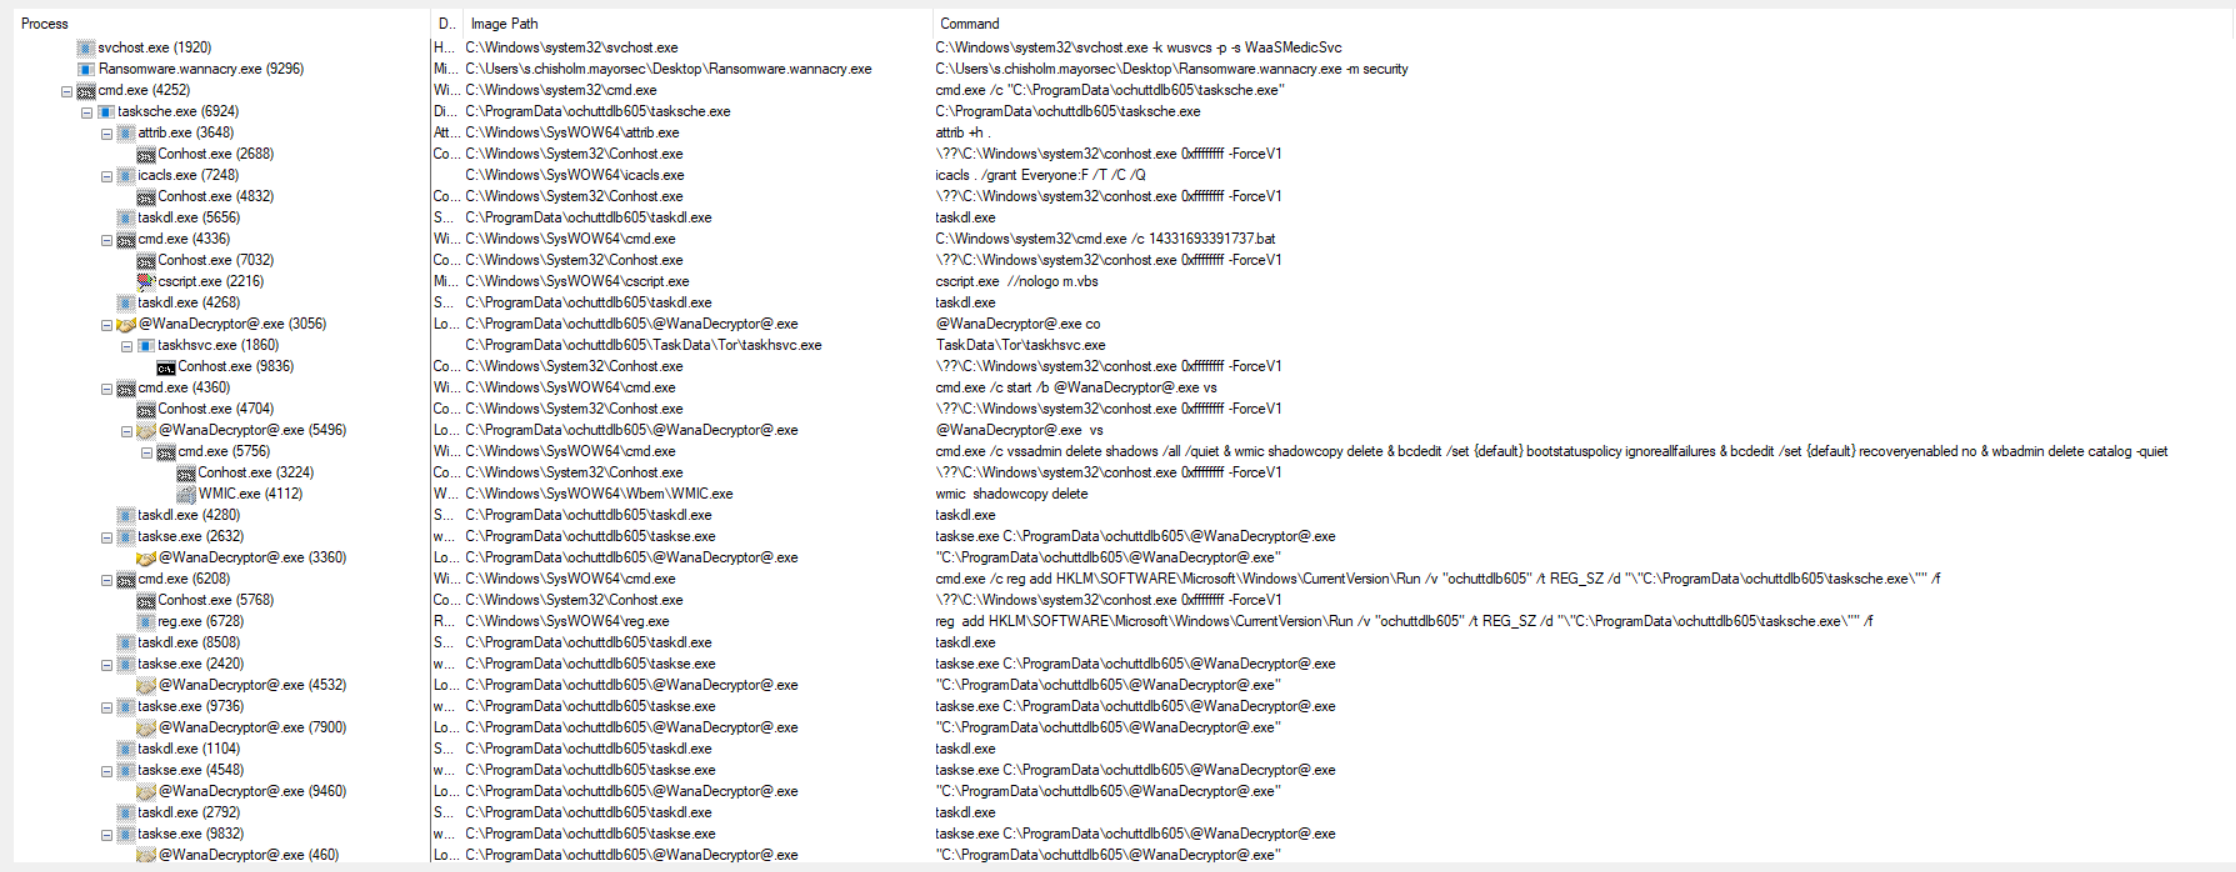 Process D.. Image Path Command
svchost.exe (1920) H... C:\Windows\system32\svchost.exe C:\Windows\system32\svchost.exe -k wusvcs -p -s WaaSMedicSvc
Ransomware.wannacry.exe (9296) Mi... C:\Users\s.chisholm.mayorsec\Desktop\Ransomware.wannacry.exe C:\Users\s.chisholm.mayorsec\Desktop\Ransomware.wannacry.exe -m security
cmd.exe (4252) Wi... C:\Windows\system32\cmd.exe cmd.exe /c "C:\ProgramData\ochuttdlb605\tasksche.exe"
tasksche.exe (6924) Di... C:\ProgramData\ochuttdlb605\tasksche.exe C:\ProgramData\ochuttdlb605\tasksche.exe
attrib.exe (3648) Att... C:\Windows\SysWOW64\attrib.exe attrib +h .
Conhost.exe (2688) Co... C:\Windows\System32\Conhost.exe \??\C:\Windows\system32\conhost.exe 0xffffffff -ForceV1
icacls.exe (7248) C:\Windows\SysWOW64\icacls.exe icacls . /grant Everyone:F /T /C /Q
Conhost.exe (4832) Co... C:\Windows\System32\Conhost.exe \??\C:\Windows\system32\conhost.exe 0xffffffff -ForceV1
taskdl.exe (5656) S... C:\ProgramData\ochuttdlb605\taskdl.exe taskdl.exe
cmd.exe (4336) Wi... C:\Windows\SysWOW64\cmd.exe C:\Windows\system32\cmd.exe /c 14331693391737.bat
Conhost.exe (7032) Co... C:\Windows\System32\Conhost.exe \??\C:\Windows\system32\conhost.exe 0xffffffff -ForceV1
cscript.exe (2216) Mi... C:\Windows\SysWOW64\cscript.exe cscript.exe //nologo m.vbs
taskdl.exe (4268) S... C:\ProgramData\ochuttdlb605\taskdl.exe taskdl.exe
@WanaDecryptor@.exe (3056) Lo... C:\ProgramData\ochuttdlb605\@WanaDecryptor@.exe @WanaDecryptor@.exe co
taskhsvc.exe (1860) C:\ProgramData\ochuttdlb605\TaskData\Tor\taskhsvc.exe TaskData\Tor\taskhsvc.exe
Conhost.exe (9836) Co... C:\Windows\System32\Conhost.exe \??\C:\Windows\system32\conhost.exe 0xffffffff -ForceV1
cmd.exe (4360) Wi... C:\Windows\SysWOW64\cmd.exe cmd.exe /c start /b @WanaDecryptor@.exe vs
Conhost.exe (4704) Co... C:\Windows\System32\Conhost.exe \??\C:\Windows\system32\conhost.exe 0xffffffff -ForceV1
@WanaDecryptor@.exe (5496) Lo... C:\ProgramData\ochuttdlb605\@WanaDecryptor@.exe @WanaDecryptor@.exe vs
cmd.exe (5756) Wi... C:\Windows\SysWOW64\cmd.exe cmd.exe /c vssadmin delete shadows /all /quiet & wmic shadowcopy delete & bcdedit /set {default} bootstatuspolicy ignoreallfailures & bcdedit /set {default} recoveryenabled no & wbadmin delete catalog -quiet
Conhost.exe (3224) Co... C:\Windows\System32\Conhost.exe \??\C:\Windows\system32\conhost.exe 0xffffffff -ForceV1
WMIC.exe (4112) W... C:\Windows\SysWOW64\Wbem\WMIC.exe wmic shadowcopy delete
taskdl.exe (4280) S... C:\ProgramData\ochuttdlb605\taskdl.exe taskdl.exe
taskse.exe (2632) w... C:\ProgramData\ochuttdlb605\taskse.exe taskse.exe C:\ProgramData\ochuttdlb605\@WanaDecryptor@.exe
@WanaDecryptor@.exe (3360) Lo... C:\ProgramData\ochuttdlb605\@WanaDecryptor@.exe "C:\ProgramData\ochuttdlb605\@WanaDecryptor@.exe"
cmd.exe (6208) Wi... C:\Windows\SysWOW64\cmd.exe cmd.exe /c reg add HKLM\SOFTWARE\Microsoft\Windows\CurrentVersion\Run /v "ochuttdlb605" /t REG_SZ /d "\"C:\ProgramData\ochuttdlb605\tasksche.exe\"" /f
Conhost.exe (5768) Co... C:\Windows\System32\Conhost.exe \??\C:\Windows\system32\conhost.exe 0xffffffff -ForceV1
reg.exe (6728) R... C:\Windows\SysWOW64\reg.exe reg add HKLM\SOFTWARE\Microsoft\Windows\CurrentVersion\Run /v "ochuttdlb605" /t REG_SZ /d "\"C:\ProgramData\ochuttdlb605\tasksche.exe\"" /f
taskdl.exe (8508) S... C:\ProgramData\ochuttdlb605\taskdl.exe taskdl.exe
taskse.exe (2420) w... C:\ProgramData\ochuttdlb605\taskse.exe taskse.exe C:\ProgramData\ochuttdlb605\@WanaDecryptor@.exe
@WanaDecryptor@.exe (4532) Lo... C:\ProgramData\ochuttdlb605\@WanaDecryptor@.exe "C:\ProgramData\ochuttdlb605\@WanaDecryptor@.exe"
taskse.exe (9736) w... C:\ProgramData\ochuttdlb605\taskse.exe taskse.exe C:\ProgramData\ochuttdlb605\@WanaDecryptor@.exe
@WanaDecryptor@.exe (7900) Lo... C:\ProgramData\ochuttdlb605\@WanaDecryptor@.exe "C:\ProgramData\ochuttdlb605\@WanaDecryptor@.exe"
taskdl.exe (1104) S... C:\ProgramData\ochuttdlb605\taskdl.exe taskdl.exe
taskse.exe (4548) w... C:\ProgramData\ochuttdlb605\taskse.exe taskse.exe C:\ProgramData\ochuttdlb605\@WanaDecryptor@.exe
@WanaDecryptor@.exe (9460) Lo... C:\ProgramData\ochuttdlb605\@WanaDecryptor@.exe "C:\ProgramData\ochuttdlb605\@WanaDecryptor@.exe"
taskdl.exe (2792) S... C:\ProgramData\ochuttdlb605\taskdl.exe taskdl.exe
taskse.exe (9832) w... C:\ProgramData\ochuttdlb605\taskse.exe taskse.exe C:\ProgramData\ochuttdlb605\@WanaDecryptor@.exe
@WanaDecryptor@.exe (460) Lo... C:\ProgramData\ochuttdlb605\@WanaDecryptor@.exe "C:\ProgramData\ochuttdlb605\@WanaDecryptor@.exe"